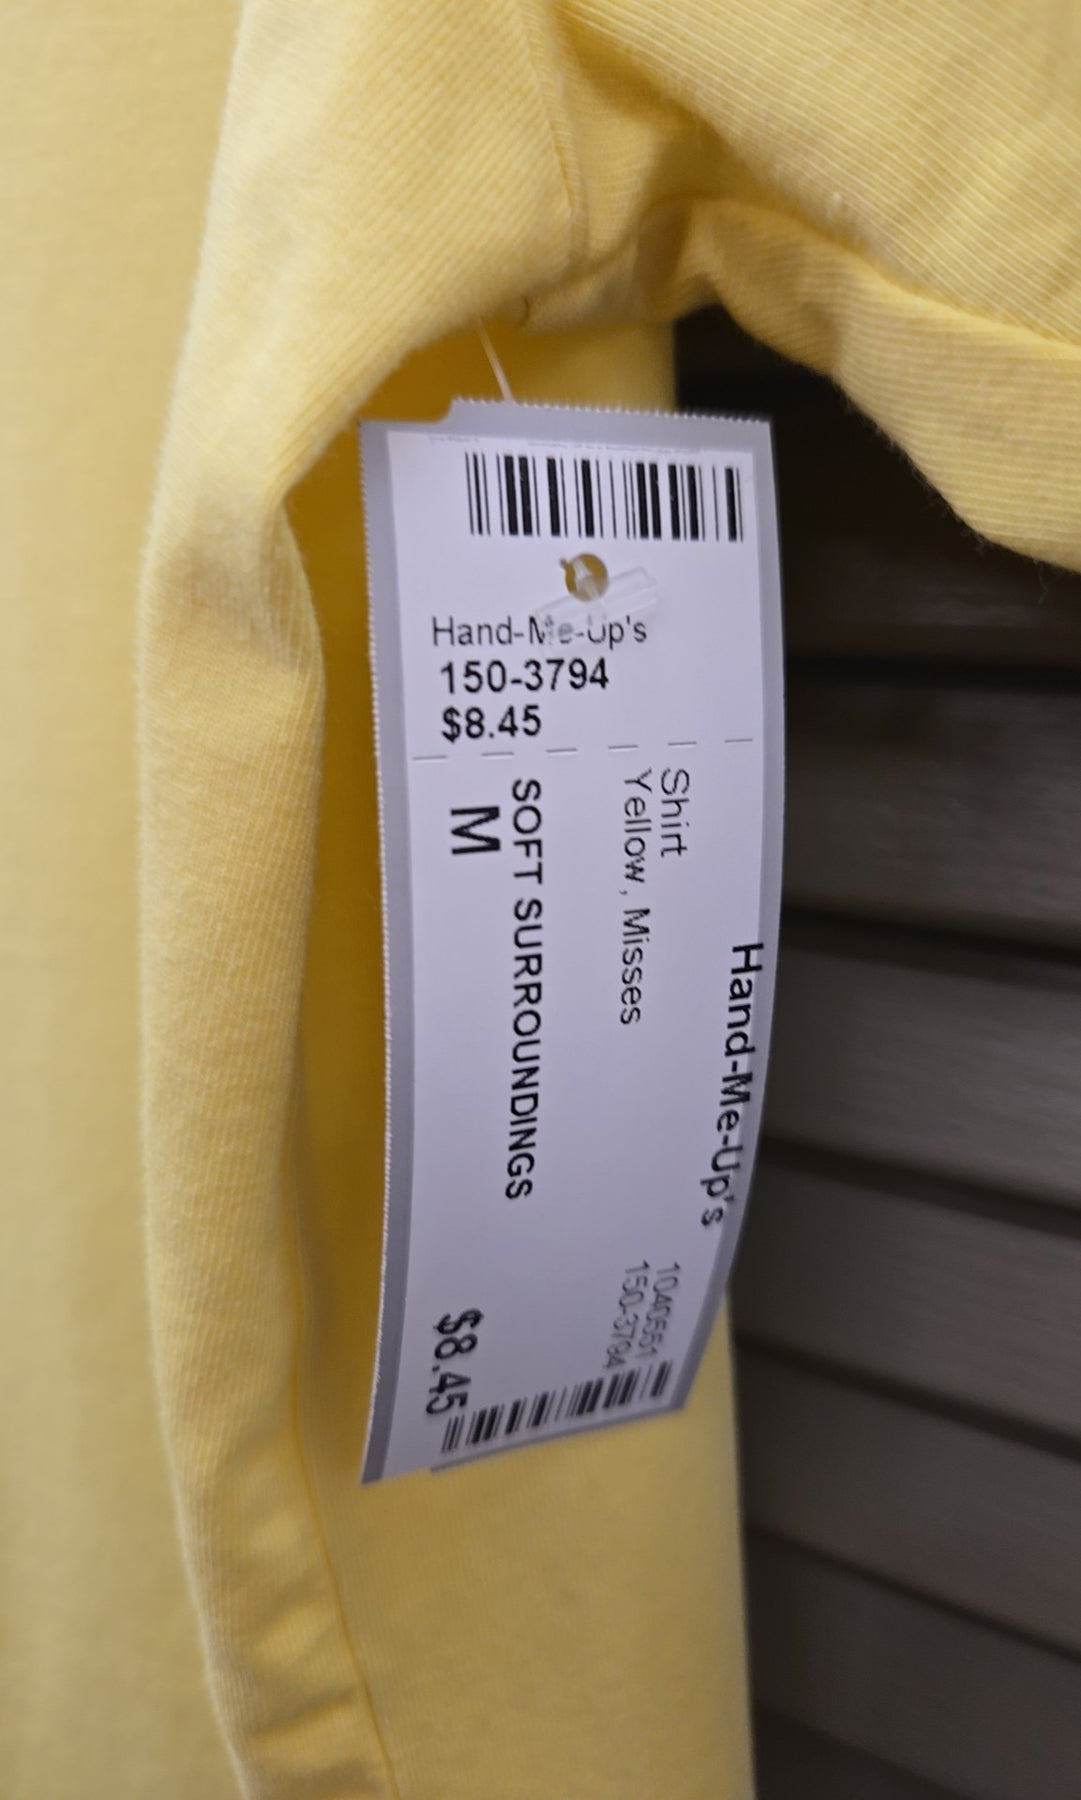 Hand-Me-Up's
150-3794
$8.45
Hand-Me-Up's
Shirt
Yellow, Misses
SOFT SURROUNDINGS
M
1040551
150-3794
$8.45